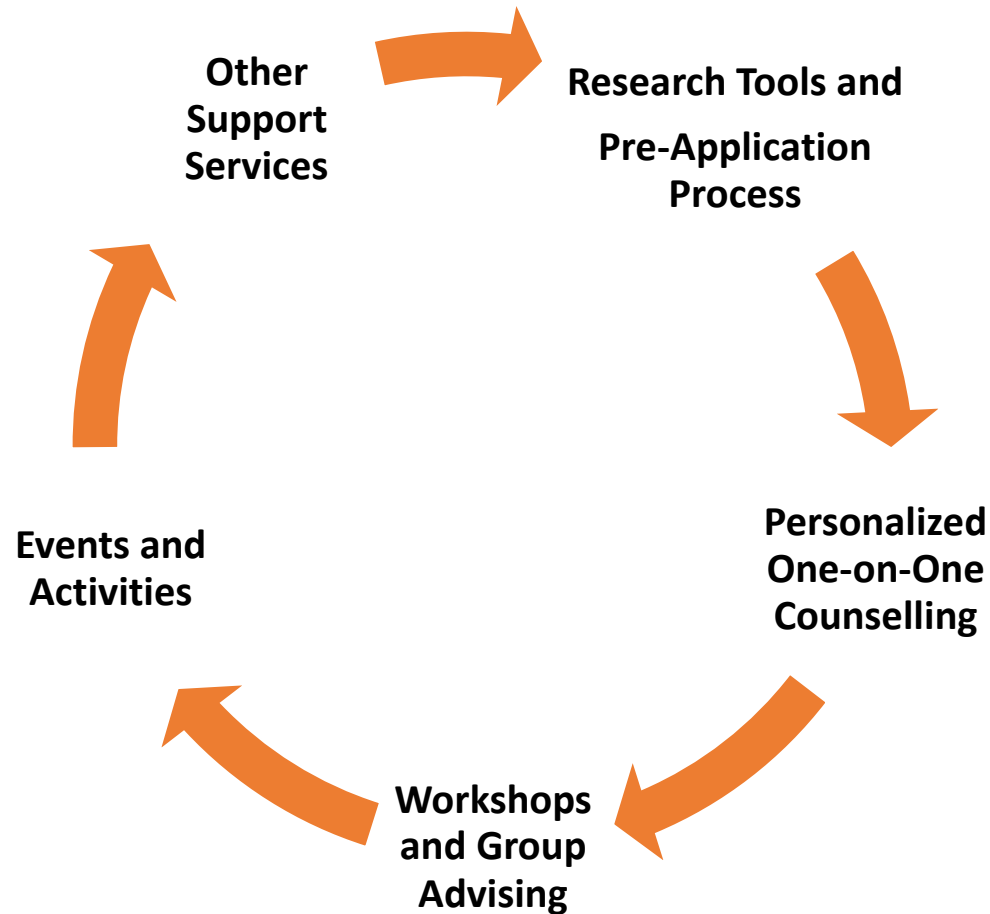 Other
Support
Services
Research Tools and
Pre-Application
Process
Personalized
One-on-One
Counselling
Workshops
and Group
Advising
Events and
Activities